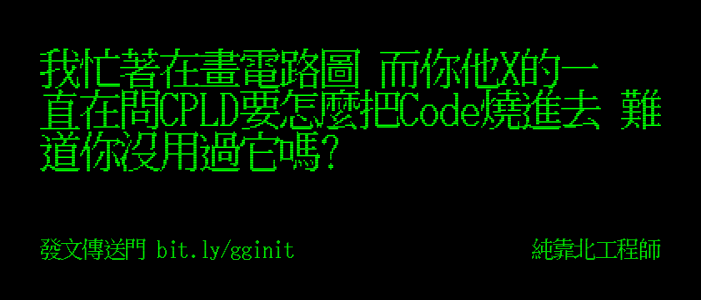 我忙著在畫電路圖 而你他X的一
直在問CPLD要怎麼把Code燒進去 難
道你沒用過它嗎?
發文傳送門 bit.ly/gginit
純靠北工程師